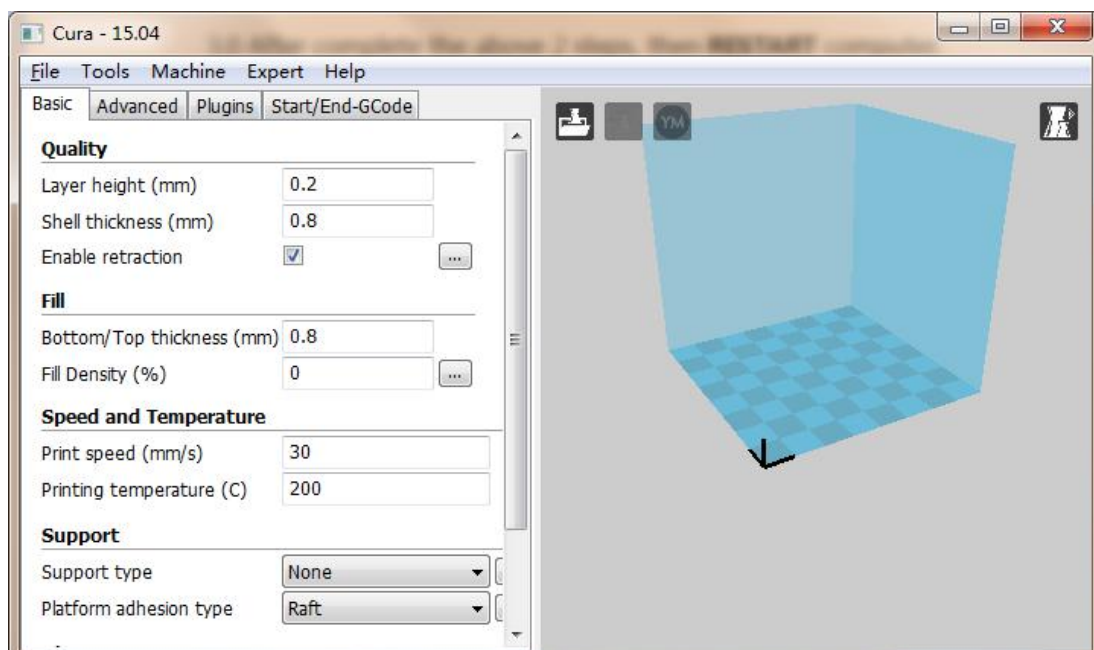 Cura - 15.04
File Tools Machine Expert Help
Basic Advanced Plugins Start/End-GCode
Quality
Layer height (mm) 0.2
Shell thickness (mm) 0.8
Enable retraction ...
Fill
Bottom/Top thickness (mm) 0.8
Fill Density (%) 0 ...
Speed and Temperature
Print speed (mm/s) 30
Printing temperature (C) 200
Support
Support type None
Platform adhesion type Raft
YM